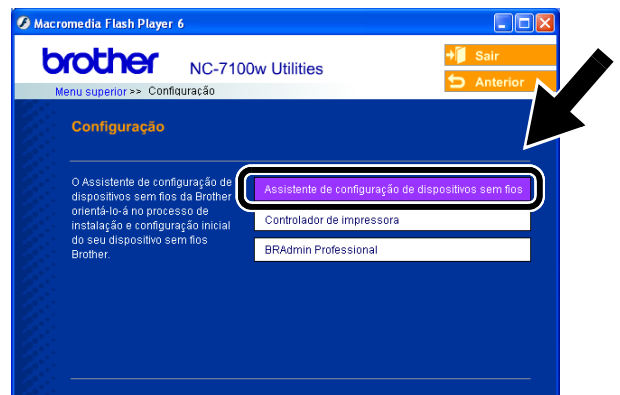 Macromedia Flash Player 6
brother
NC-7100w Utilities
Sair
Anterior
Menu superior >> Configuração
Configuração
O Assistente de configuração de
dispositivos sem fios da Brother
orientá-lo-á no processo de
instalação e configuração inicial
do seu dispositivo sem fios
Brother.
Assistente de configuração de dispositivos sem fios
Controlador de impressora
BRAdmin Professional